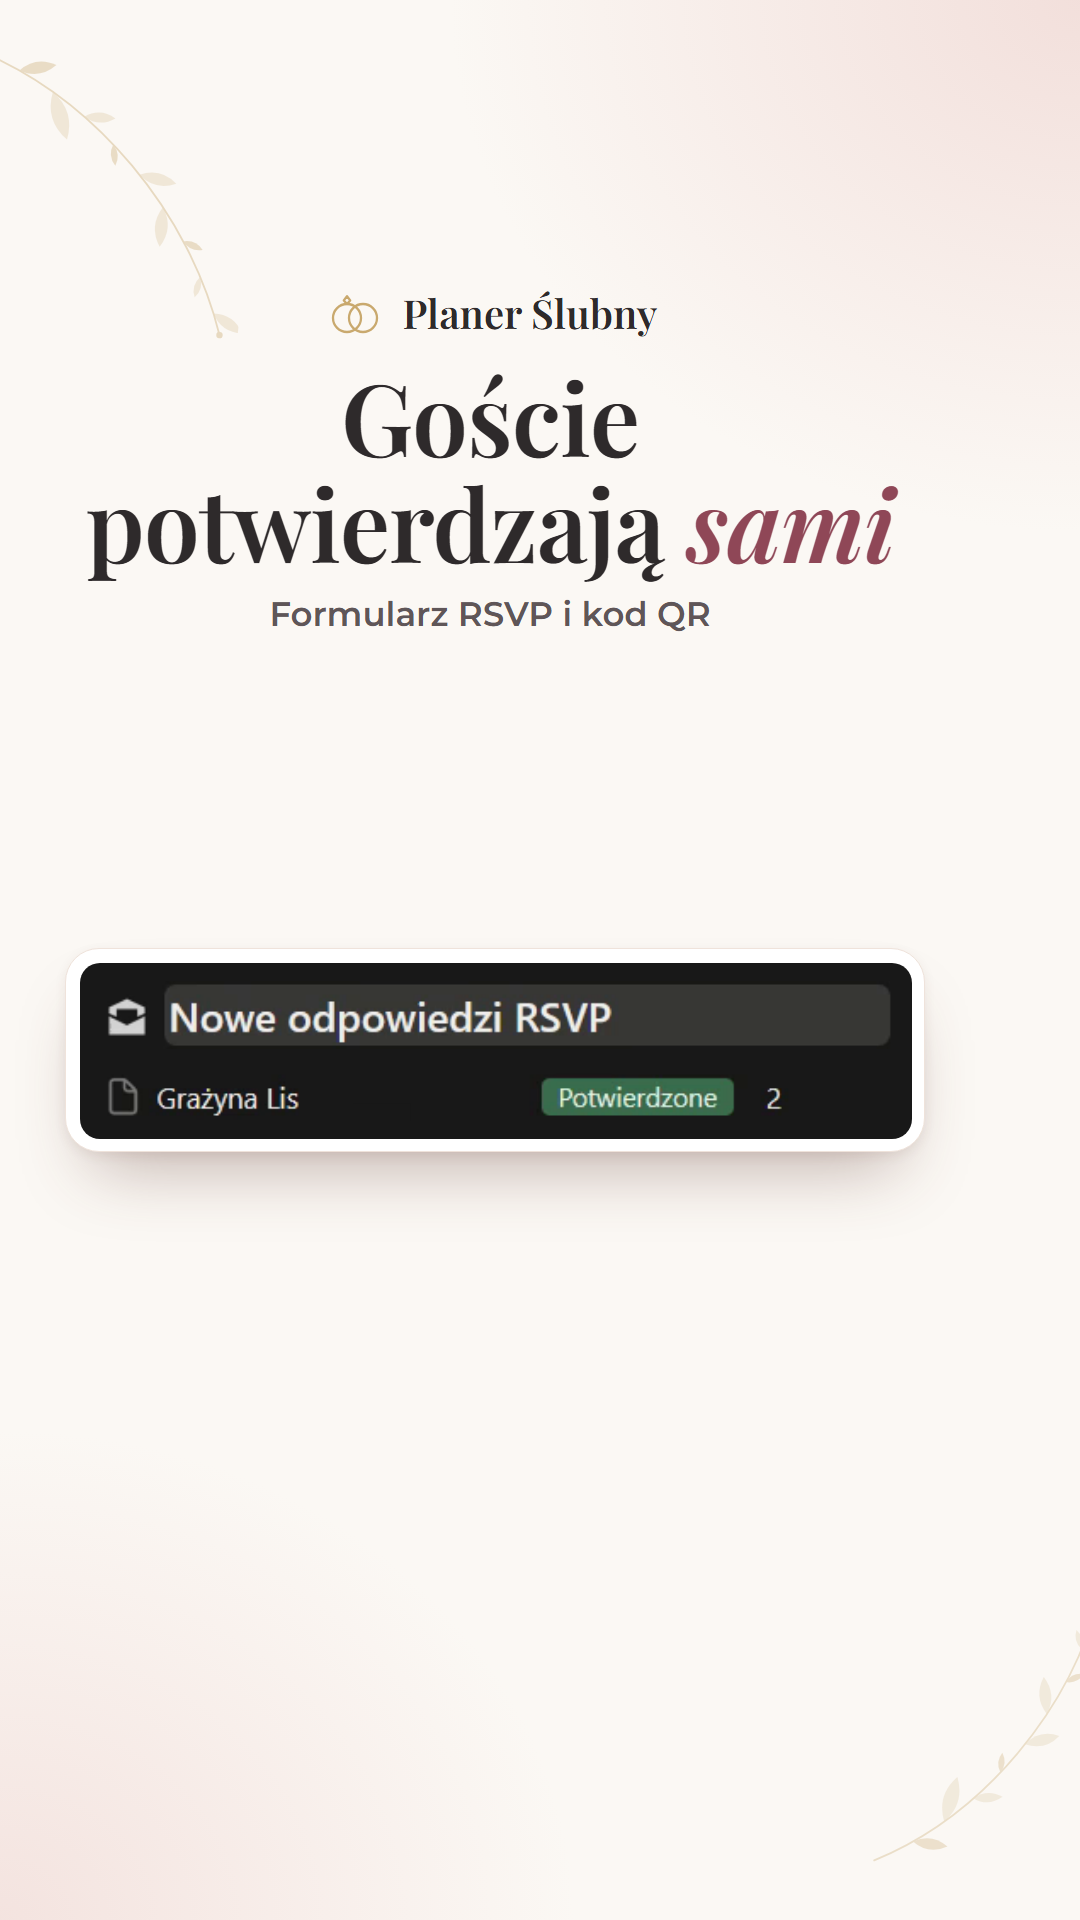 Planer Ślubny
Goście
potwierdzają sami
Formularz RSVP i kod QR
Nowe odpowiedzi RSVP
Grażyna Lis Potwierdzone 2